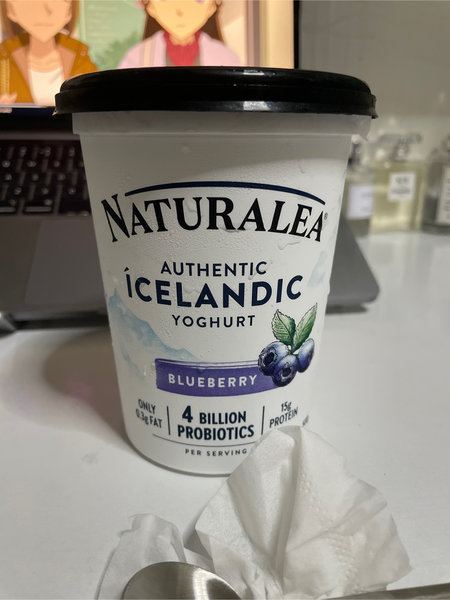 NATURALEA®
AUTHENTIC
ÍCELANDIC
YOGHURT
BLUEBERRY
ONLY
0.3g FAT
4 BILLION
PROBIOTICS
15g
PROTEIN
PER SERVING